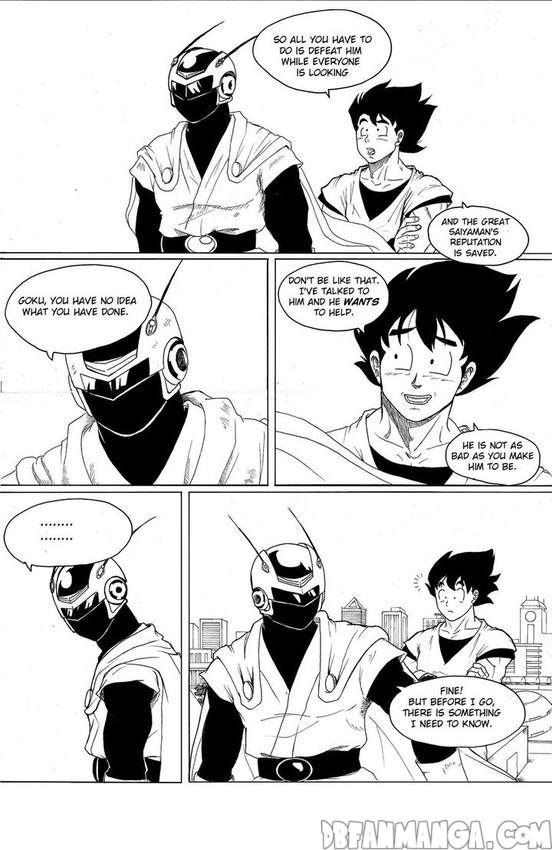 SO ALL YOU HAVE TO
DO IS DEFEAT HIM
WHILE EVERYONE
IS LOOKING
AND THE GREAT
SAIYAMAN'S
REPUTATION
IS SAVED.
GOKU, YOU HAVE NO IDEA
WHAT YOU HAVE DONE.
DON'T BE LIKE THAT.
I'VE TALKED TO
HIM AND HE WANTS
TO HELP.
HE IS NOT AS
BAD AS YOU MAKE
HIM TO BE.
........
........
FINE!
BUT BEFORE I GO,
THERE IS SOMETHING
I NEED TO KNOW.
DBFANMANGA.COM